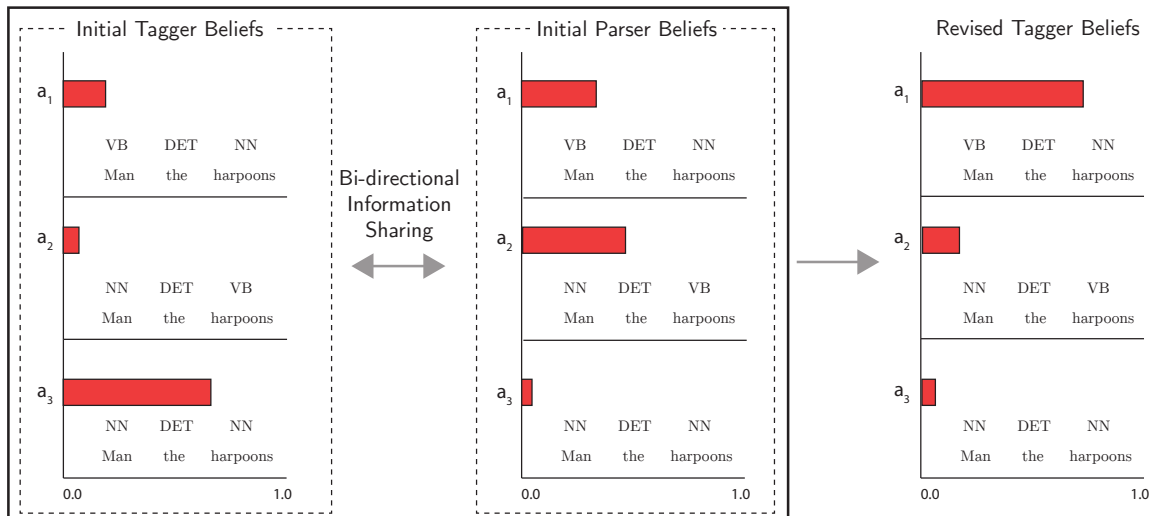 Initial Tagger Beliefs
a1
VB DET NN
Man the harpoons
a2
NN DET VB
Man the harpoons
a3
NN DET NN
Man the harpoons
0.0 1.0
Bi-directional
Information
Sharing
Initial Parser Beliefs
a1
VB DET NN
Man the harpoons
a2
NN DET VB
Man the harpoons
a3
NN DET NN
Man the harpoons
0.0 1.0
Revised Tagger Beliefs
a1
VB DET NN
Man the harpoons
a2
NN DET VB
Man the harpoons
a3
NN DET NN
Man the harpoons
0.0 1.0